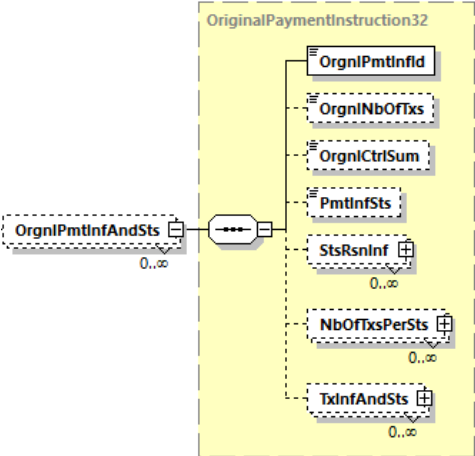 OriginalPaymentInstruction32
OrgnlPmtInfId
OrgnlNbOfTxs
OrgnlCtrlSum
PmtInfSts
OrgnlPmtInfAndSts
0..∞
StsRsnInf
0..∞
NbOfTxsPerSts
0..∞
TxInfAndSts
0..∞